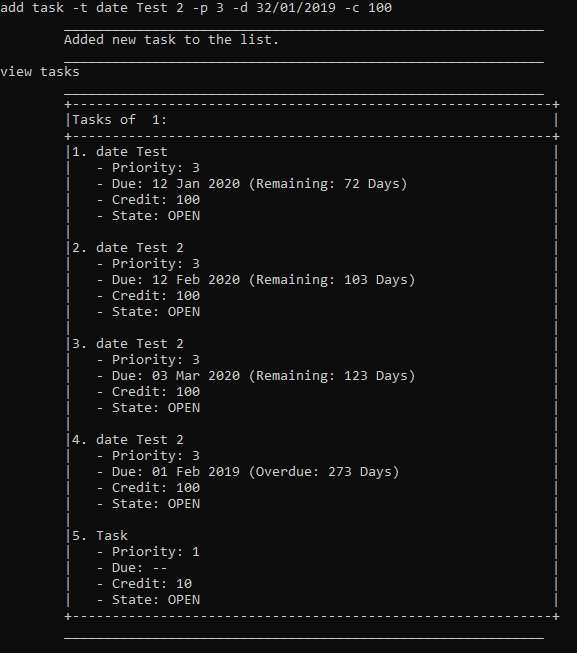 add task -t date Test 2 -p 3 -d 32/01/2019 -c 100
____________________________________________________________
Added new task to the list.
____________________________________________________________
view tasks
____________________________________________________________
+------------------------------------------------------------+
|Tasks of  1:                                                |
+------------------------------------------------------------+
|1. date Test                                                |
|   - Priority: 3                                            |
|   - Due: 12 Jan 2020 (Remaining: 72 Days)                  |
|   - Credit: 100                                            |
|   - State: OPEN                                            |
|                                                            |
|2. date Test 2                                              |
|   - Priority: 3                                            |
|   - Due: 12 Feb 2020 (Remaining: 103 Days)                 |
|   - Credit: 100                                            |
|   - State: OPEN                                            |
|                                                            |
|3. date Test 2                                              |
|   - Priority: 3                                            |
|   - Due: 03 Mar 2020 (Remaining: 123 Days)                 |
|   - Credit: 100                                            |
|   - State: OPEN                                            |
|                                                            |
|4. date Test 2                                              |
|   - Priority: 3                                            |
|   - Due: 01 Feb 2019 (Overdue: 273 Days)                   |
|   - Credit: 100                                            |
|   - State: OPEN                                            |
|                                                            |
|5. Task                                                     |
|   - Priority: 1                                            |
|   - Due: --                                                |
|   - Credit: 10                                             |
|   - State: OPEN                                            |
+------------------------------------------------------------+
____________________________________________________________